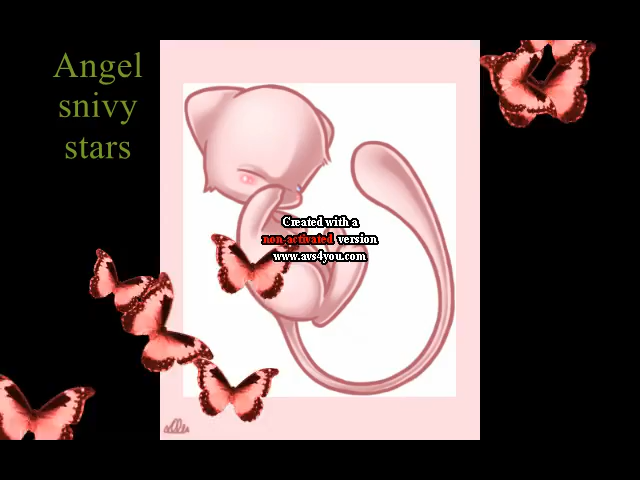 Angel
snivy
stars
Created with a
non-activated version
www.avs4you.com